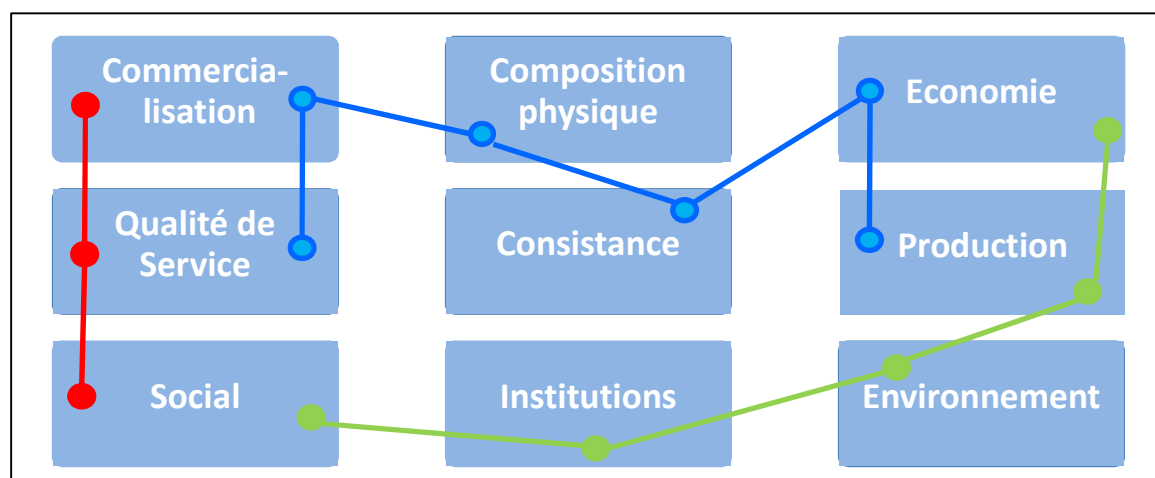 Commercia-
lisation
Composition
physique
Economie
Qualité de
Service
Consistance
Production
Social
Institutions
Environnement